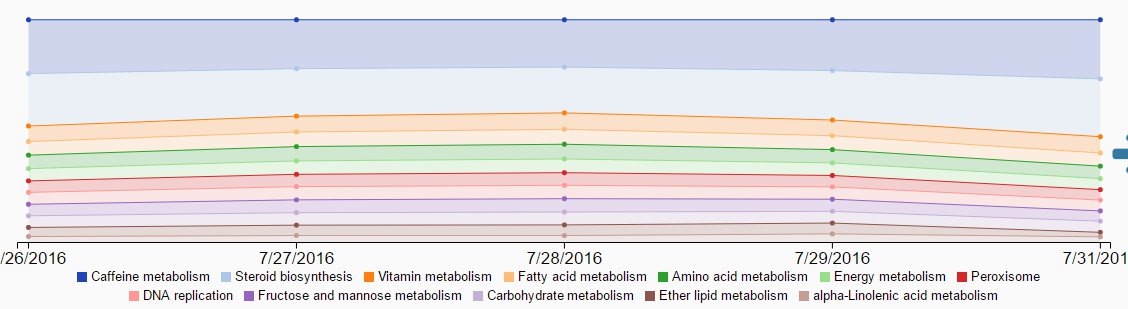 /26/2016 7/27/2016 7/28/2016 7/29/2016 7/31/201
Caffeine metabolism Steroid biosynthesis Vitamin metabolism Fatty acid metabolism Amino acid metabolism Energy metabolism Peroxisome
DNA replication Fructose and mannose metabolism Carbohydrate metabolism Ether lipid metabolism alpha-Linolenic acid metabolism